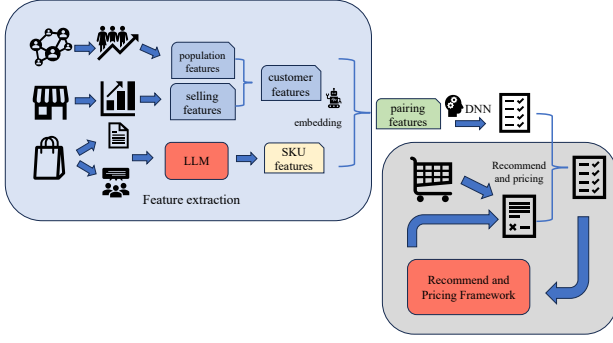 population
features
selling
features
customer
features
embedding
LLM
SKU
features
Feature extraction
pairing
features
DNN
Recommend
and pricing
Recommend and
Pricing Framework